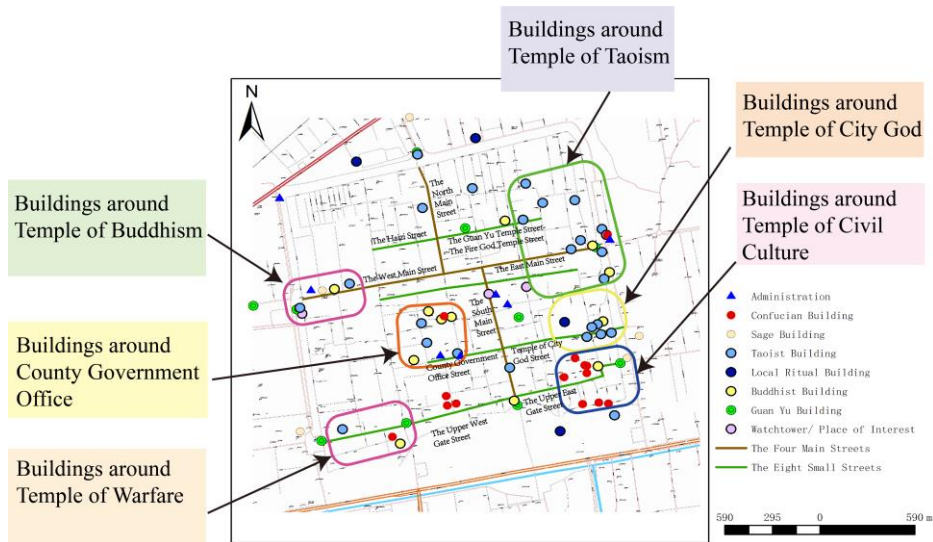 Buildings around
Temple of Taoism
Buildings around
Temple of City God
Buildings around
Temple of Buddhism
Buildings around
Temple of Civil
Culture
Buildings around
County Government
Office
Buildings around
Temple of Warfare
N
The
North
Main
Street
The Haizi Street
The Guan Yu Temple Street
The Fire God Temple Street
The West Main Street
The East Main Street
The
South
Main
Street
Temple of City
God Street
County Government
Office Street
The Upper East
Gate Street
The Upper West
Gate Street
Administration
Confucian Building
Sage Building
Taoist Building
Local Ritual Building
Buddhist Building
Guan Yu Building
Watchtower/ Place of Interest
The Four Main Streets
The Eight Small Streets
590 295 0 590 m